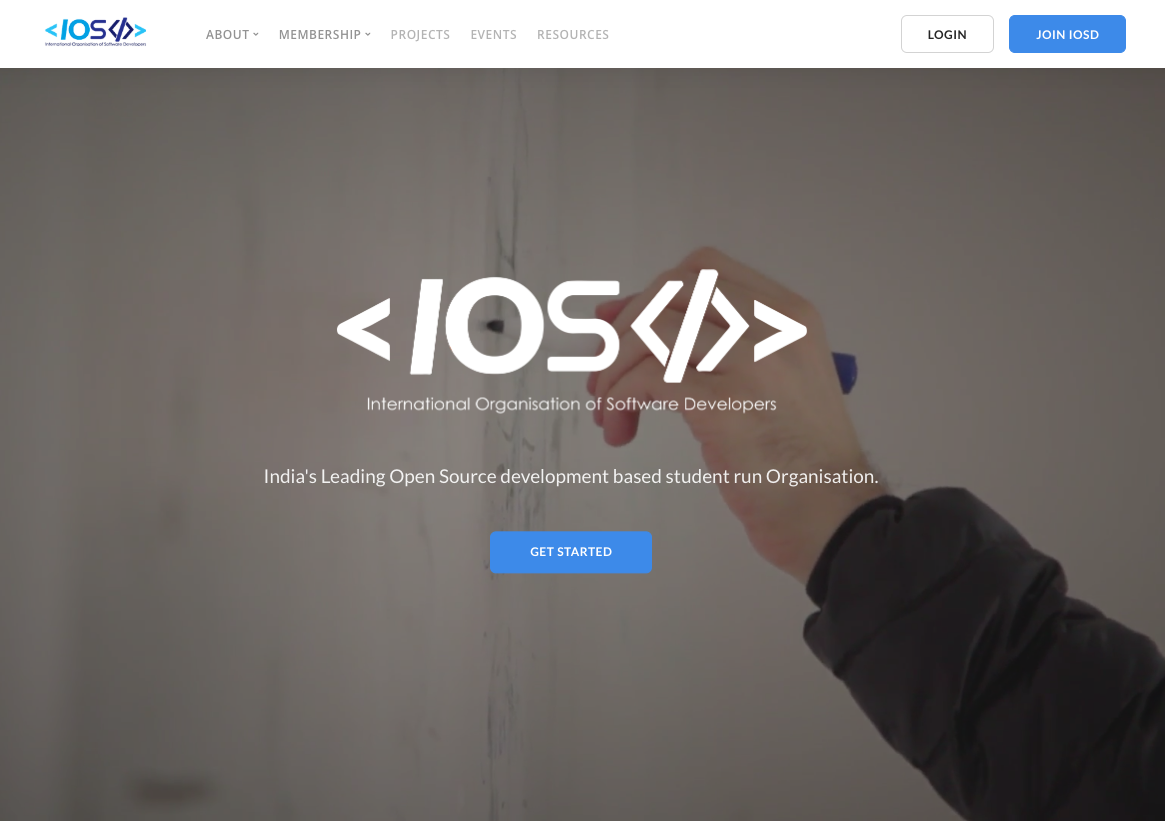 <IOS</>
International Organisation of Software Developers
ABOUT
MEMBERSHIP
PROJECTS
EVENTS
RESOURCES
LOGIN
JOIN IOSD
<IOS</>
International Organisation of Software Developers
India's Leading Open Source development based student run Organisation.
GET STARTED